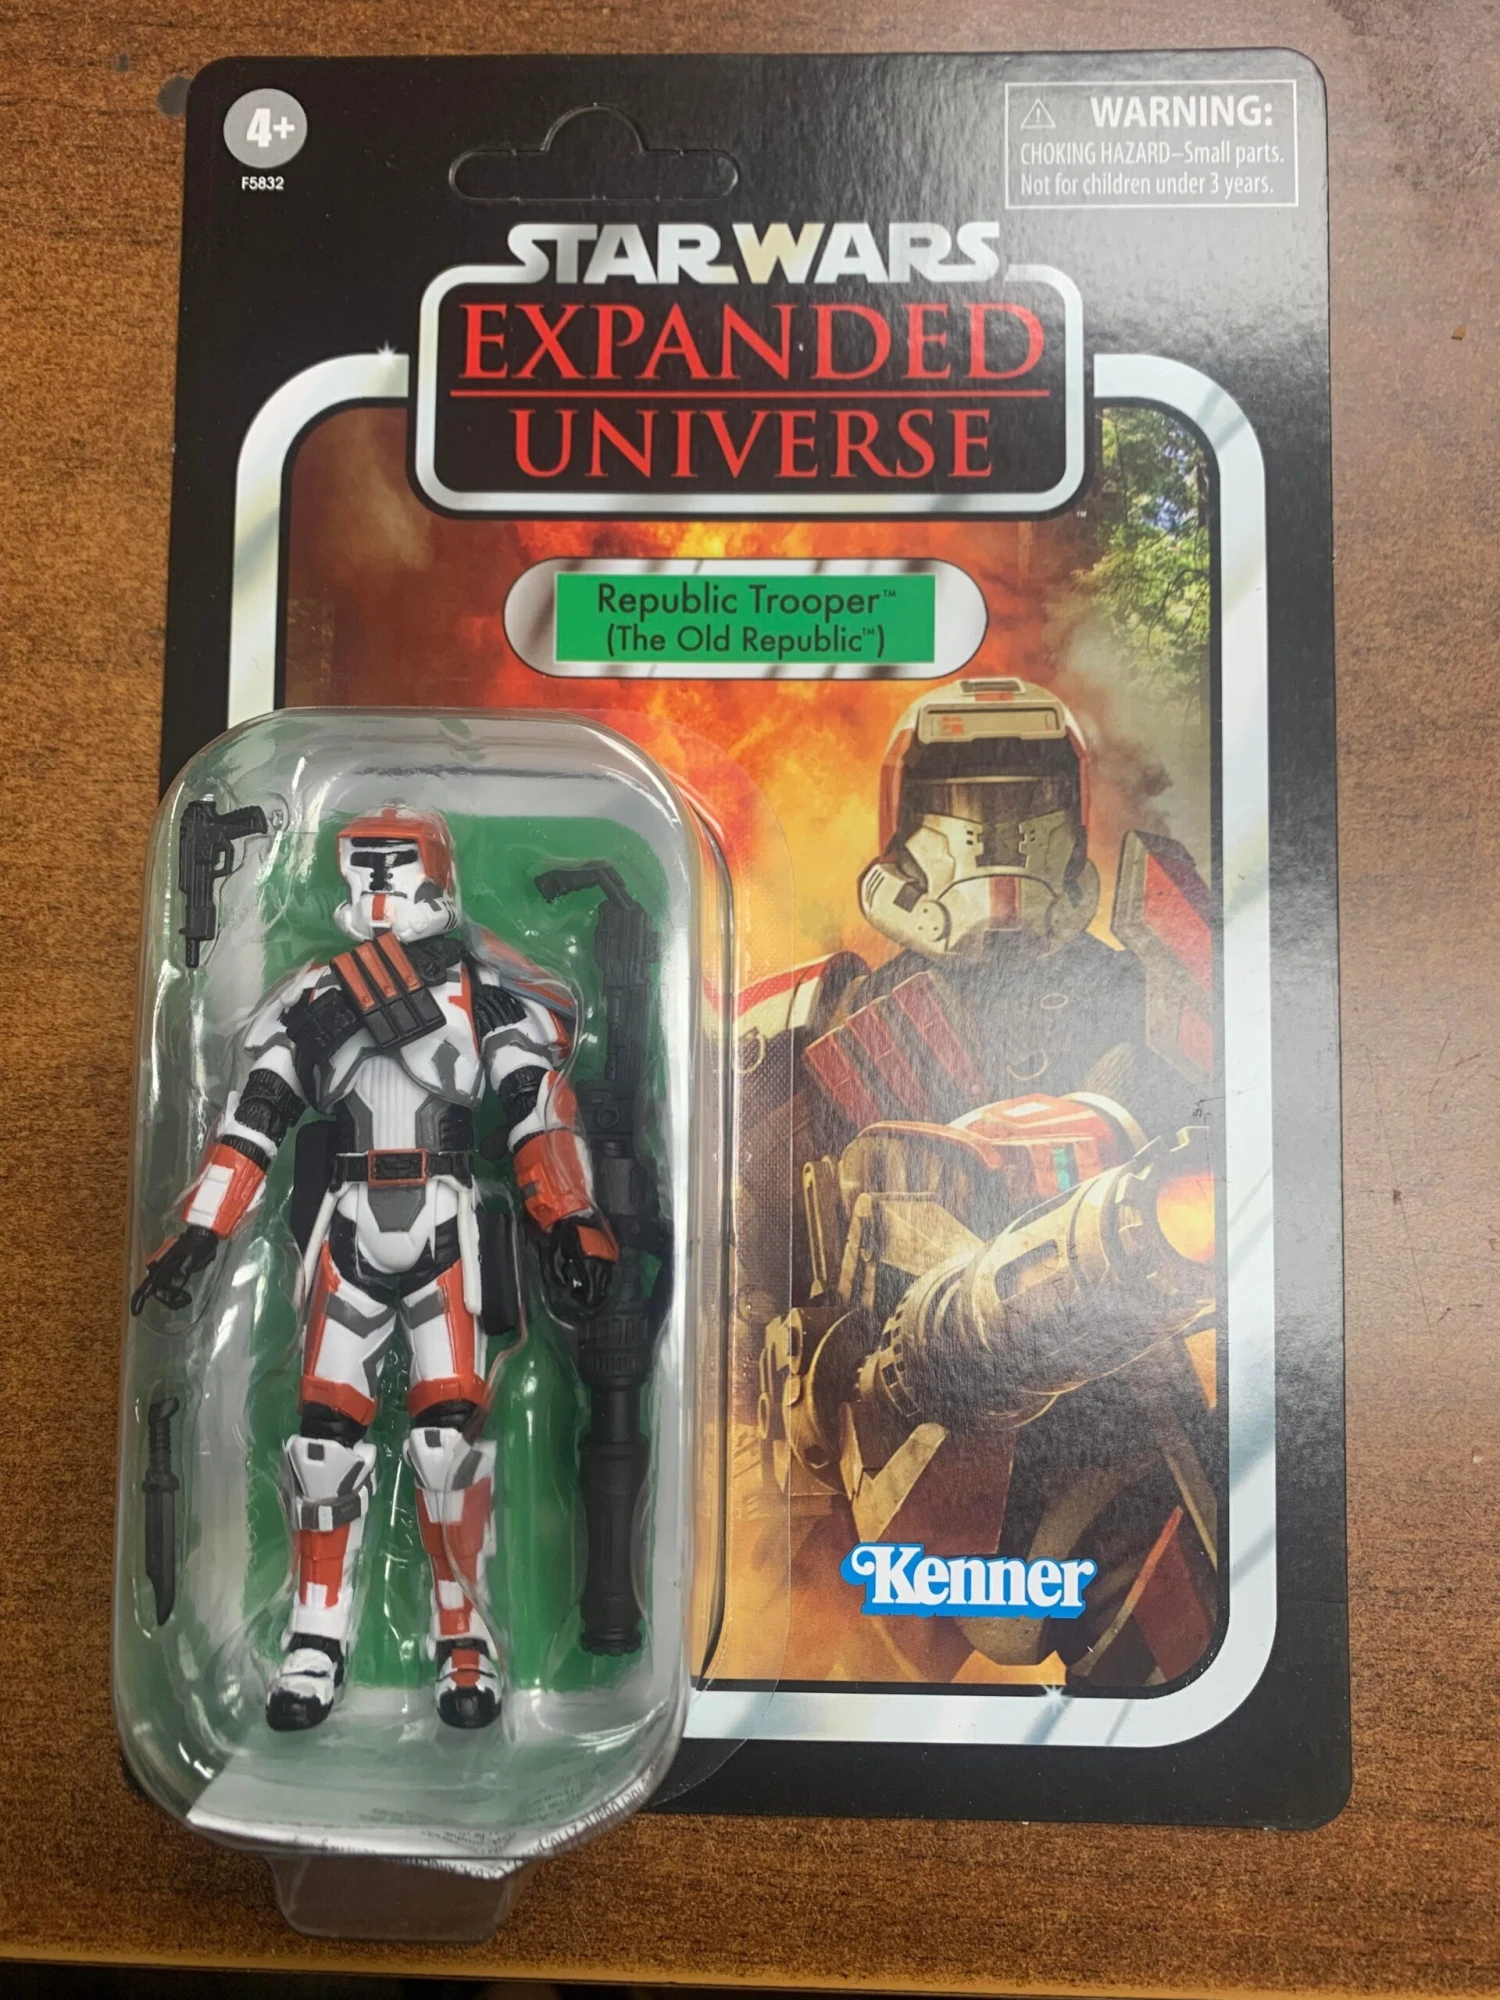 4+
F5832
WARNING:
CHOKING HAZARD–Small parts.
Not for children under 3 years.
STAR WARS
EXPANDED
UNIVERSE
™
Republic Trooper™
(The Old Republic™)
Kenner